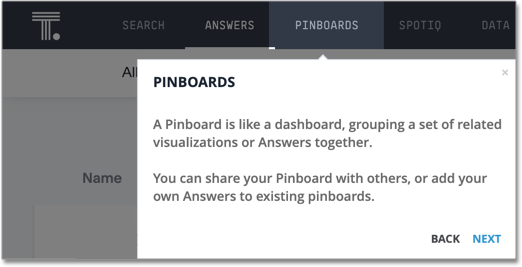 SEARCH ANSWERS PINBOARDS SPOTIQ DATA
All
×
PINBOARDS
A Pinboard is like a dashboard, grouping a set of related
visualizations or Answers together.
You can share your Pinboard with others, or add your
own Answers to existing pinboards.
Name
BACK NEXT